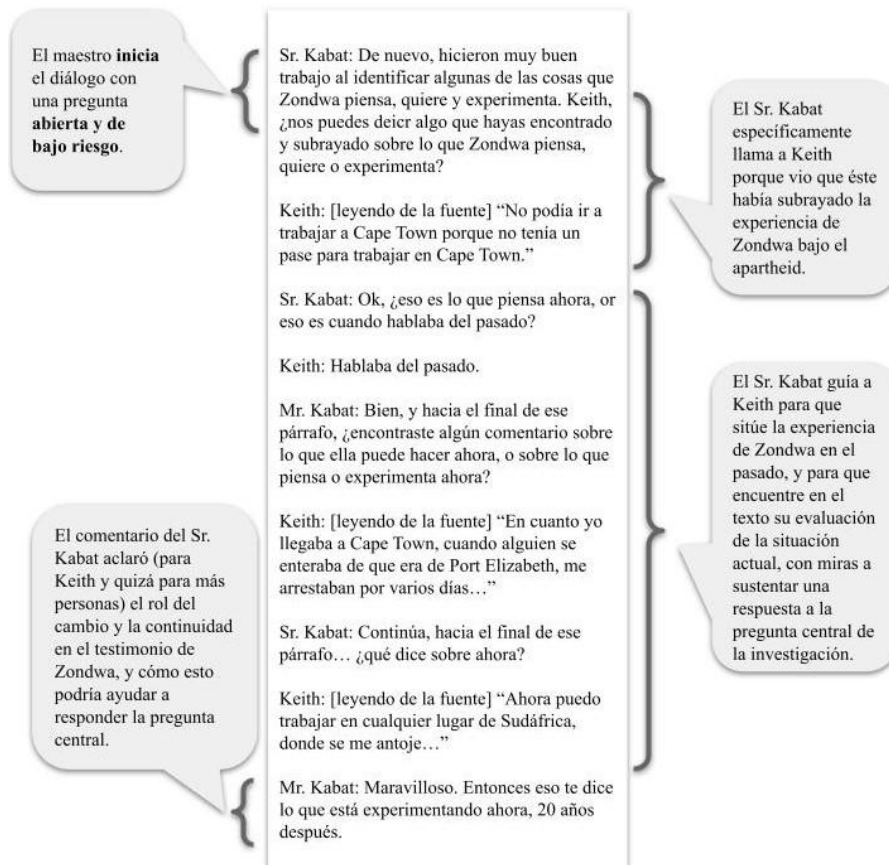 El maestro inicia
el diálogo con
una pregunta
abierta y de
bajo riesgo.
Sr. Kabat: De nuevo, hicieron muy buen
trabajo al identificar algunas de las cosas que
Zondwa piensa, quiere y experimenta. Keith,
¿nos puedes deicr algo que hayas encontrado
y subrayado sobre lo que Zondwa piensa,
quiere o experimenta?
El Sr. Kabat
específicamente
llama a Keith
porque vio que éste
había subrayado la
experiencia de
Zondwa bajo el
apartheid.
Keith: [leyendo de la fuente] “No podía ir a
trabajar a Cape Town porque no tenía un
pase para trabajar en Cape Town.”
Sr. Kabat: Ok, ¿eso es lo que piensa ahora, or
eso es cuando hablaba del pasado?
Keith: Hablaba del pasado.
Mr. Kabat: Bien, y hacia el final de ese
párrafo, ¿encontraste algún comentario sobre
lo que ella puede hacer ahora, o sobre lo que
piensa o experimenta ahora?
El Sr. Kabat guía a
Keith para que
sitúe la experiencia
de Zondwa en el
pasado, y para que
encuentre en el
texto su evaluación
de la situación
actual, con miras a
sustentar una
respuesta a la
pregunta central de
la investigación.
Keith: [leyendo de la fuente] “En cuanto yo
llegaba a Cape Town, cuando alguien se
enteraba de que era de Port Elizabeth, me
arrestaban por varios días…”
Sr. Kabat: Continúa, hacia el final de ese
párrafo… ¿qué dice sobre ahora?
Keith: [leyendo de la fuente] “Ahora puedo
trabajar en cualquier lugar de Sudáfrica,
donde se me antoje…”
El comentario del Sr.
Kabat aclaró (para
Keith y quizá para más
personas) el rol del
cambio y la continuidad
en el testimonio de
Zondwa, y cómo esto
podría ayudar a
responder la pregunta
central.
Mr. Kabat: Maravilloso. Entonces eso te dice
lo que está experimentando ahora, 20 años
después.